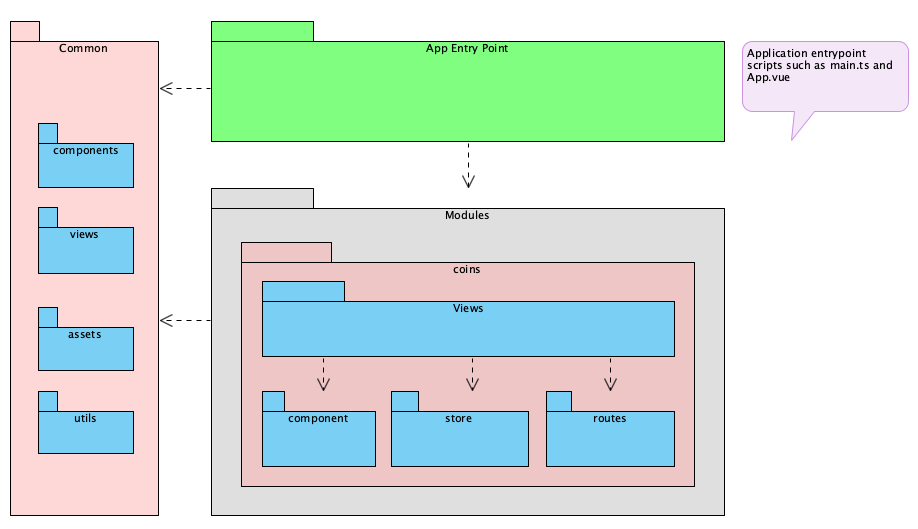 Common
App Entry Point
Application entrypoint
scripts such as main.ts and
App.vue
components
views
assets
utils
Modules
coins
Views
component
store
routes